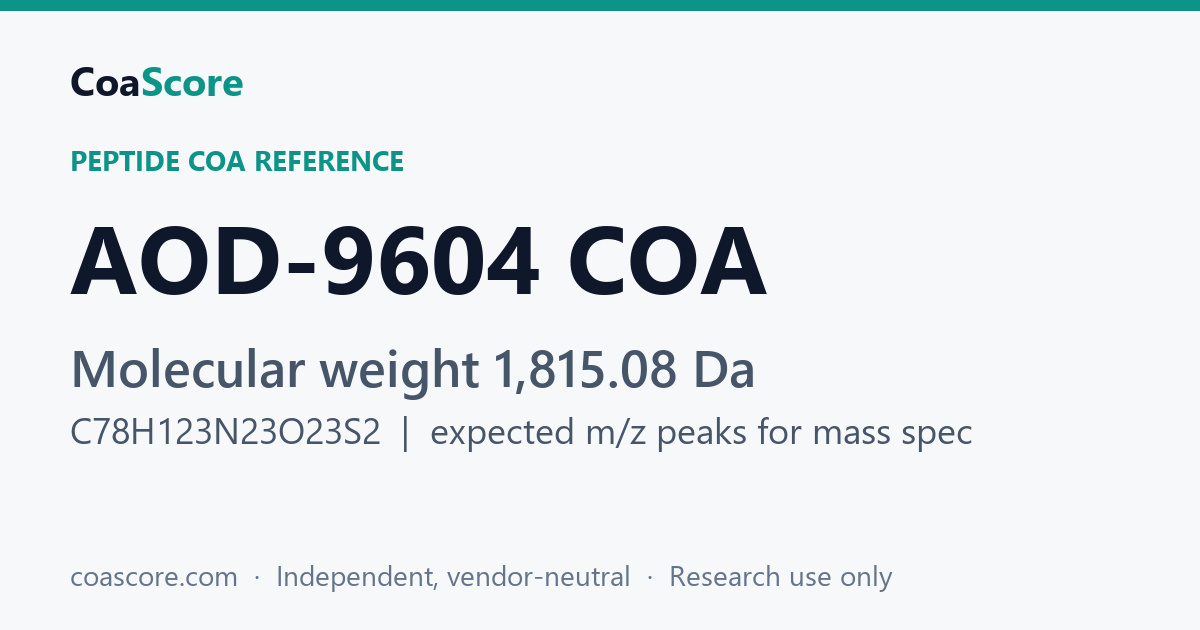 CoaScore
PEPTIDE COA REFERENCE
AOD-9604 COA
Molecular weight 1,815.08 Da
C78H123N23O23S2 | expected m/z peaks for mass spec
coascore.com · Independent, vendor-neutral · Research use only